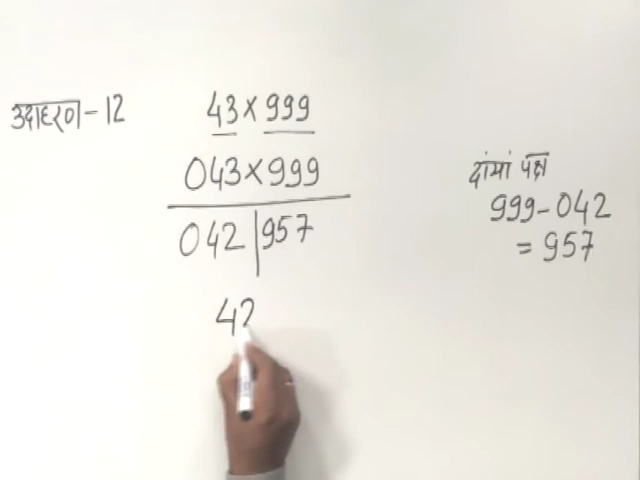 उदाहरण - 12
43 × 999
043 × 999
042 | 957
42
दांयां पक्ष
999 - 042
= 957